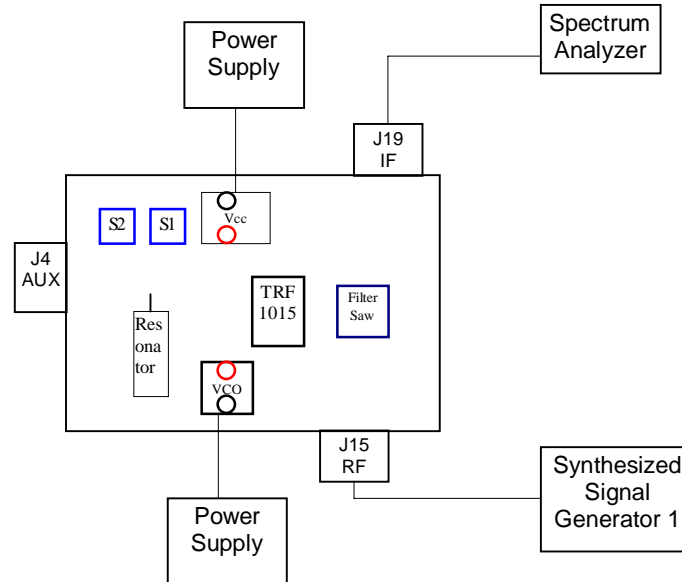 Power
Supply
Spectrum
Analyzer
J19
IF
S2
S1
Vcc
J4
AUX
TRF
1015
Filter
Saw
Res
ona
tor
VCO
J15
RF
Power
Supply
Synthesized
Signal
Generator 1